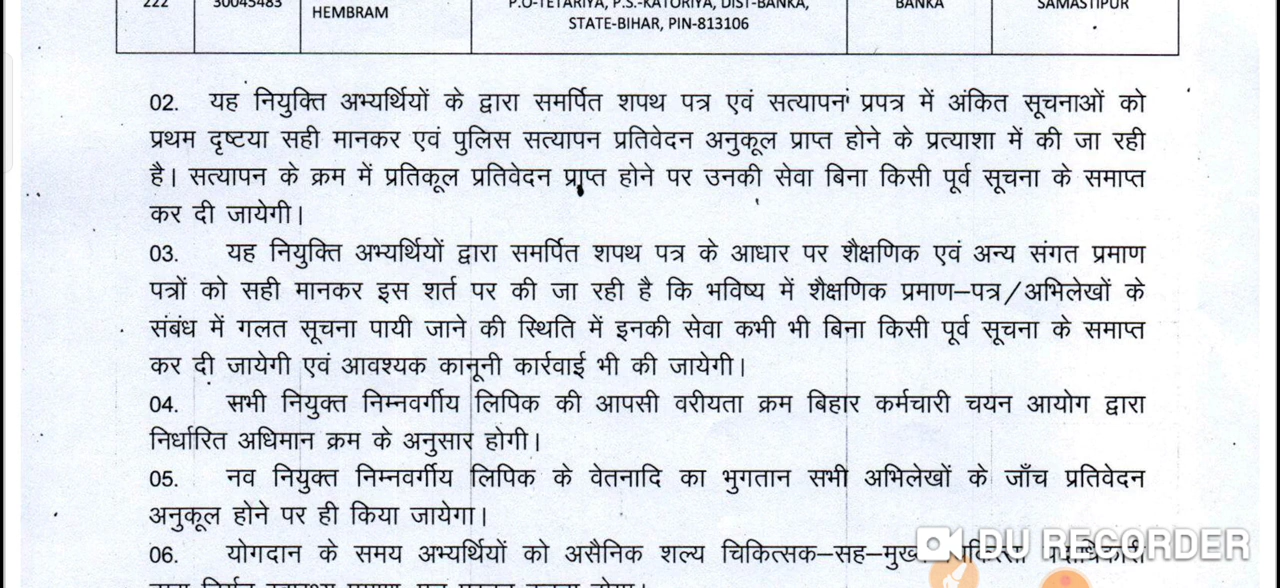 222 30045483 HEMBRAM P.O-TETARIYA, P.S.-KATORIYA, DIST-BANKA, BANKA SAMASTIPUR
STATE-BIHAR, PIN-813106
02. यह नियुक्ति अभ्यर्थियों के द्वारा समर्पित शपथ पत्र एवं सत्यापन प्रपत्र में अंकित सूचनाओं को
प्रथम दृष्टया सही मानकर एवं पुलिस सत्यापन प्रतिवेदन अनुकूल प्राप्त होने के प्रत्याशा में की जा रही
है। सत्यापन के क्रम में प्रतिकूल प्रतिवेदन प्राप्त होने पर उनकी सेवा बिना किसी पूर्व सूचना के समाप्त
कर दी जायेगी।
03. यह नियुक्ति अभ्यर्थियों द्वारा समर्पित शपथ पत्र के आधार पर शैक्षणिक एवं अन्य संगत प्रमाण
पत्रों को सही मानकर इस शर्त पर की जा रही है कि भविष्य में शैक्षणिक प्रमाण–पत्र/अभिलेखों के
संबंध में गलत सूचना पायी जाने की स्थिति में इनकी सेवा कभी भी बिना किसी पूर्व सूचना के समाप्त
कर दी जायेगी एवं आवश्यक कानूनी कार्रवाई भी की जायेगी।
04. सभी नियुक्त निम्नवर्गीय लिपिक की आपसी वरीयता क्रम बिहार कर्मचारी चयन आयोग द्वारा
निर्धारित अधिमान क्रम के अनुसार होगी।
05. नव नियुक्त निम्नवर्गीय लिपिक के वेतनादि का भुगतान सभी अभिलेखों के जाँच प्रतिवेदन
अनुकूल होने पर ही किया जायेगा।
06. योगदान के समय अभ्यर्थियों को असैनिक शल्य चिकित्सक–सह–मुख्य
DU RECORDER